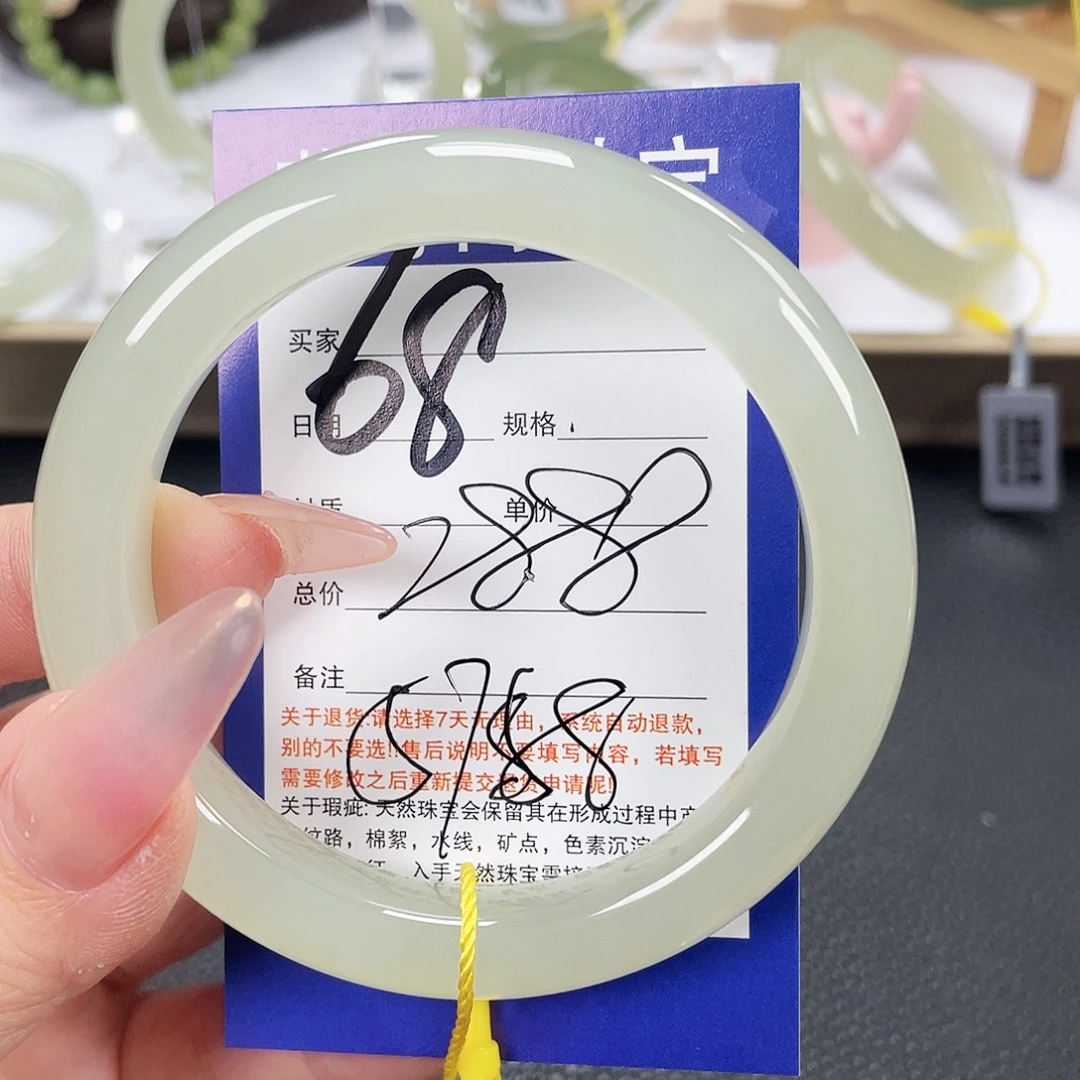 68
买家
日期 规格
材质 单价
288
总价
备注
5788
关于退货:请选择7天无理由，系统自动退款，
别的不要选!!售后说明不要填写内容，若填写
需要修改之后重新提交退货申请呢!
关于瑕疵: 天然珠宝会保留其在形成过程中产
纹路，棉絮，水线，矿点，色素沉淀
入手天然珠宝需